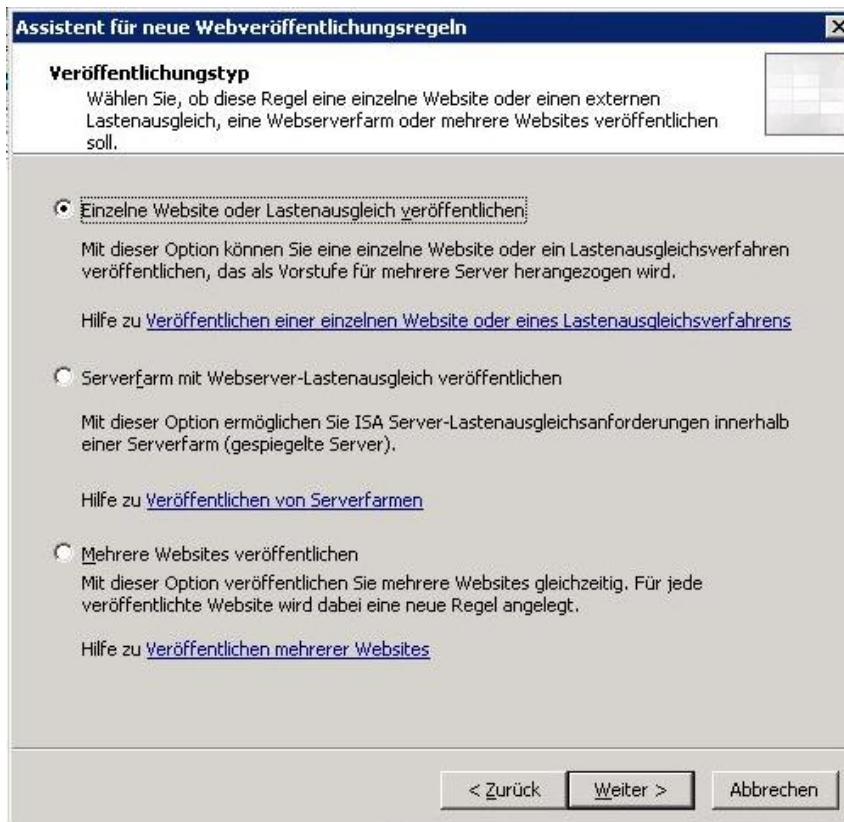 Assistent für neue Webveröffentlichungsregeln
Veröffentlichungstyp
Wählen Sie, ob diese Regel eine einzelne Website oder einen externen
Lastenausgleich, eine Webserverfarm oder mehrere Websites veröffentlichen
soll.
Einzelne Website oder Lastenausgleich veröffentlichen
Mit dieser Option können Sie eine einzelne Website oder ein Lastenausgleichsverfahren
veröffentlichen, das als Vorstufe für mehrere Server herangezogen wird.
Hilfe zu Veröffentlichen einer einzelnen Website oder eines Lastenausgleichsverfahrens
Serverfarm mit Webserver-Lastenausgleich veröffentlichen
Mit dieser Option ermöglichen Sie ISA Server-Lastenausgleichsanforderungen innerhalb
einer Serverfarm (gespiegelte Server).
Hilfe zu Veröffentlichen von Serverfarmen
Mehrere Websites veröffentlichen
Mit dieser Option veröffentlichen Sie mehrere Websites gleichzeitig. Für jede
veröffentlichte Website wird dabei eine neue Regel angelegt.
Hilfe zu Veröffentlichen mehrerer Websites
< Zurück Weiter > Abbrechen